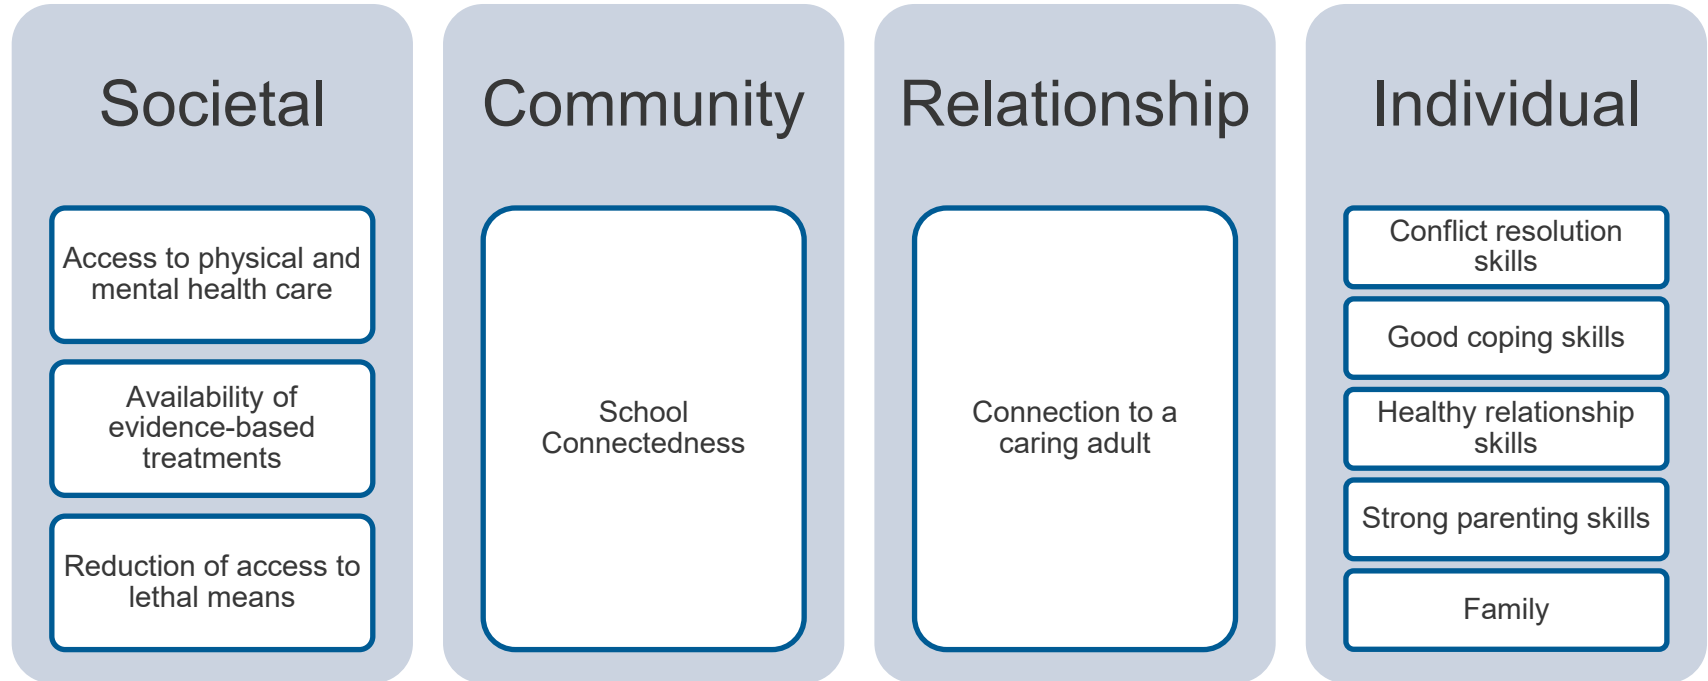 Societal
Access to physical and
mental health care
Availability of
evidence-based
treatments
Reduction of access to
lethal means
Community
School
Connectedness
Relationship
Connection to a
caring adult
Individual
Conflict resolution
skills
Good coping skills
Healthy relationship
skills
Strong parenting skills
Family